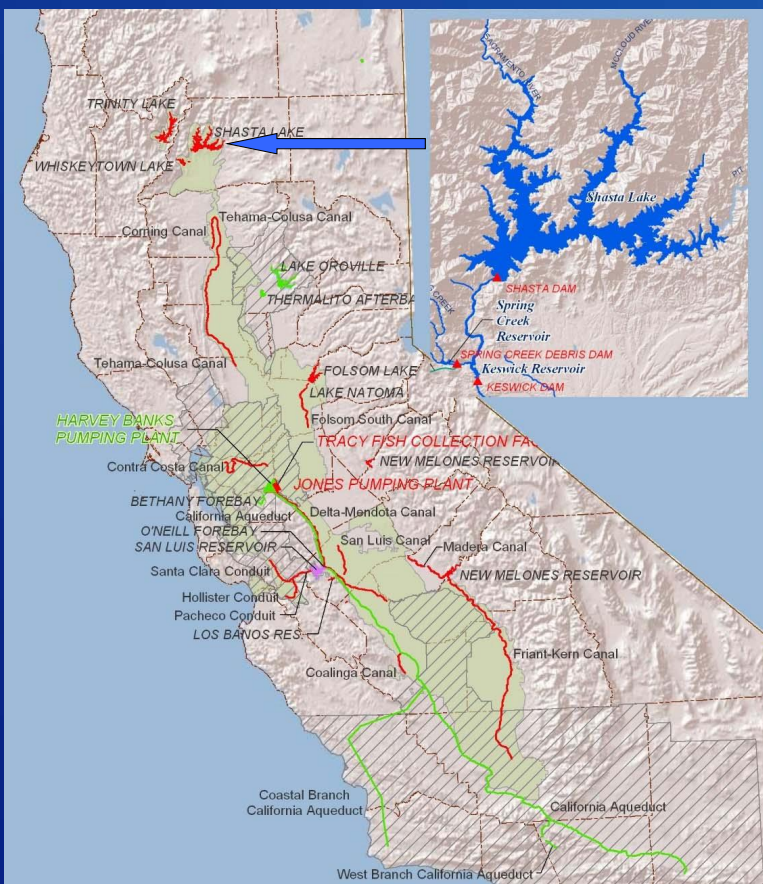 TRINITY LAKE
SHASTA LAKE
WHISKEYTOWN LAKE
Tehama-Colusa Canal
Corning Canal
LAKE OROVILLE
THERMALITO AFTERBA
Tehama-Colusa Canal
FOLSOM LAKE
LAKE NATOMA
Folsom South Canal
HARVEY BANKS
PUMPING PLANT
TRACY FISH COLLECTION FA
Contra Costa Canal
NEW MELONES RESERVOIR
JONES PUMPING PLANT
BETHANY FOREBAY
Delta-Mendota Canal
California Aqueduct
O'NEILL FOREBAY
San Luis Canal
Madera Canal
SAN LUIS RESERVOIR
Santa Clara Conduit
NEW MELONES RESERVOIR
Hollister Conduit
Pacheco Conduit
LOS BANOS RES.
Friant-Kern Canal
Coalinga Canal
Coastal Branch
California Aqueduct
California Aqueduct
West Branch California Aqueduct
SACRAMENTO RIVER
MCCLOUD RIVER
PIT
Shasta Lake
SHASTA DAM
CREEK
Spring
Creek
Reservoir
SPRING CREEK DEBRIS DAM
Keswick Reservoir
KESWICK DAM